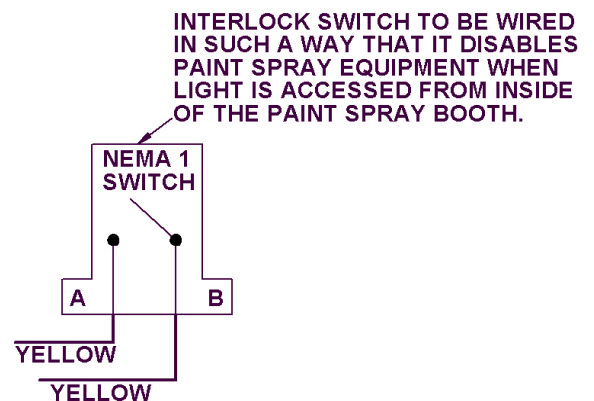 INTERLOCK SWITCH TO BE WIRED
IN SUCH A WAY THAT IT DISABLES
PAINT SPRAY EQUIPMENT WHEN
LIGHT IS ACCESSED FROM INSIDE
OF THE PAINT SPRAY BOOTH.
NEMA 1
SWITCH
A B
YELLOW
YELLOW